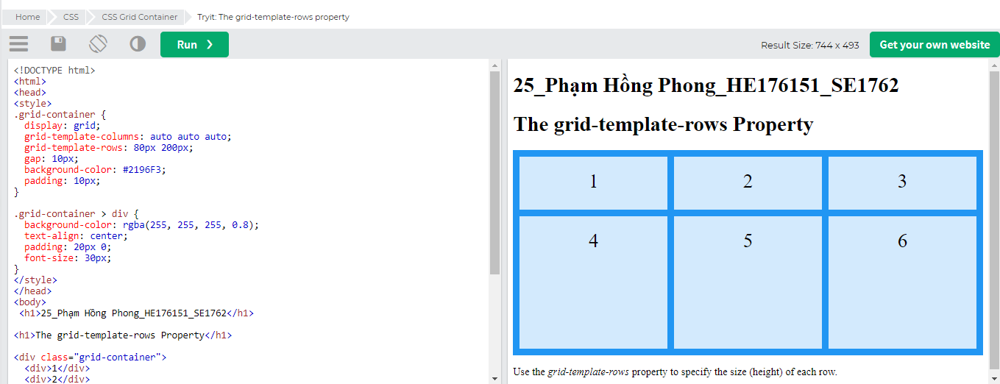 Home CSS CSS Grid Container Tryit: The grid-template-rows property
Run ❯ Result Size: 744 x 493 Get your own website
<!DOCTYPE html>
<html>
<head>
<style>
.grid-container {
  display: grid;
  grid-template-columns: auto auto auto;
  grid-template-rows: 80px 200px;
  gap: 10px;
  background-color: #2196F3;
  padding: 10px;
}

.grid-container > div {
  background-color: rgba(255, 255, 255, 0.8);
  text-align: center;
  padding: 20px 0;
  font-size: 30px;
}
</style>
</head>
<body>
 <h1>25_Phạm Hồng Phong_HE176151_SE1762</h1>

<h1>The grid-template-rows Property</h1>

<div class="grid-container">
  <div>1</div>
  <div>2</div>
25_Phạm Hồng Phong_HE176151_SE1762
The grid-template-rows Property
1 2 3
4 5 6
Use the grid-template-rows property to specify the size (height) of each row.